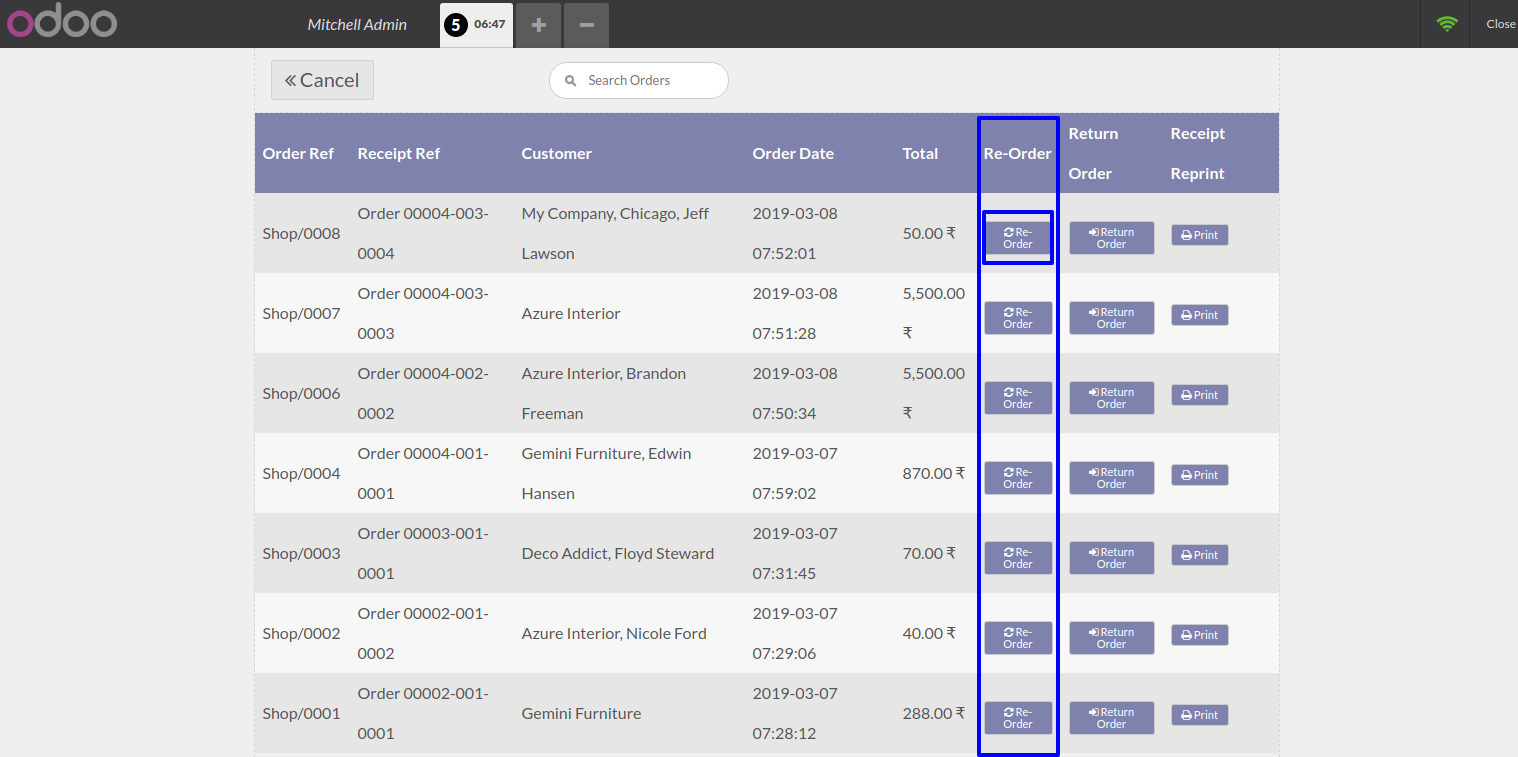 odoo Mitchell Admin 5 06:47 + − Close
Cancel Search Orders
Order Ref Receipt Ref Customer Order Date Total Re-Order Return Order Receipt Reprint
Shop/0008 Order 00004-003-0004 My Company, Chicago, Jeff Lawson 2019-03-08 07:52:01 50.00 ₹ Re-Order Return Order Print
Shop/0007 Order 00004-003-0003 Azure Interior 2019-03-08 07:51:28 5,500.00 ₹ Re-Order Return Order Print
Shop/0006 Order 00004-002-0002 Azure Interior, Brandon Freeman 2019-03-08 07:50:34 5,500.00 ₹ Re-Order Return Order Print
Shop/0004 Order 00004-001-0001 Gemini Furniture, Edwin Hansen 2019-03-07 07:59:02 870.00 ₹ Re-Order Return Order Print
Shop/0003 Order 00003-001-0001 Deco Addict, Floyd Steward 2019-03-07 07:31:45 70.00 ₹ Re-Order Return Order Print
Shop/0002 Order 00002-001-0002 Azure Interior, Nicole Ford 2019-03-07 07:29:06 40.00 ₹ Re-Order Return Order Print
Shop/0001 Order 00002-001-0001 Gemini Furniture 2019-03-07 07:28:12 288.00 ₹ Re-Order Return Order Print